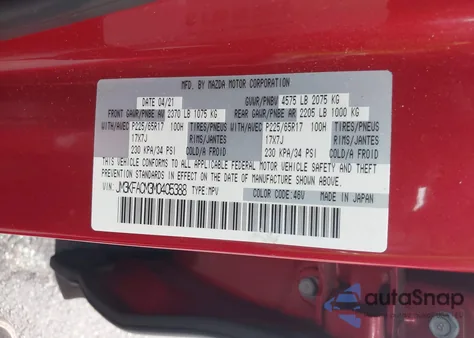 MFD. BY MAZDA MOTOR CORPORATION
DATE 04/21 GVWR/PNBV 4575 LB 2075 KG
FRONT GAWR/PNBE AV 2370 LB 1075 KG REAR GAWR/PNBE AR 2205 LB 1000 KG
WITH/AVEC P225/65R17 100H TIRES/PNEUS WITH/AVEC P225/65R17 100H TIRES/PNEUS
17X7J RIMS/JANTES 17X7J RIMS/JANTES
230 KPA/34 PSI COLD/A FROID 230 KPA/34 PSI COLD/A FROID
THIS VEHICLE CONFORMS TO ALL APPLICABLE FEDERAL MOTOR VEHICLE SAFETY AND THEFT
PREVENTION STANDARDS IN EFFECT ON THE DATE OF MANUFACTURE SHOWN ABOVE.
VIN: JM3KFACM3M0405388 TYPE: MPV COLOR CODE: 46V MADE IN JAPAN
autoSnap